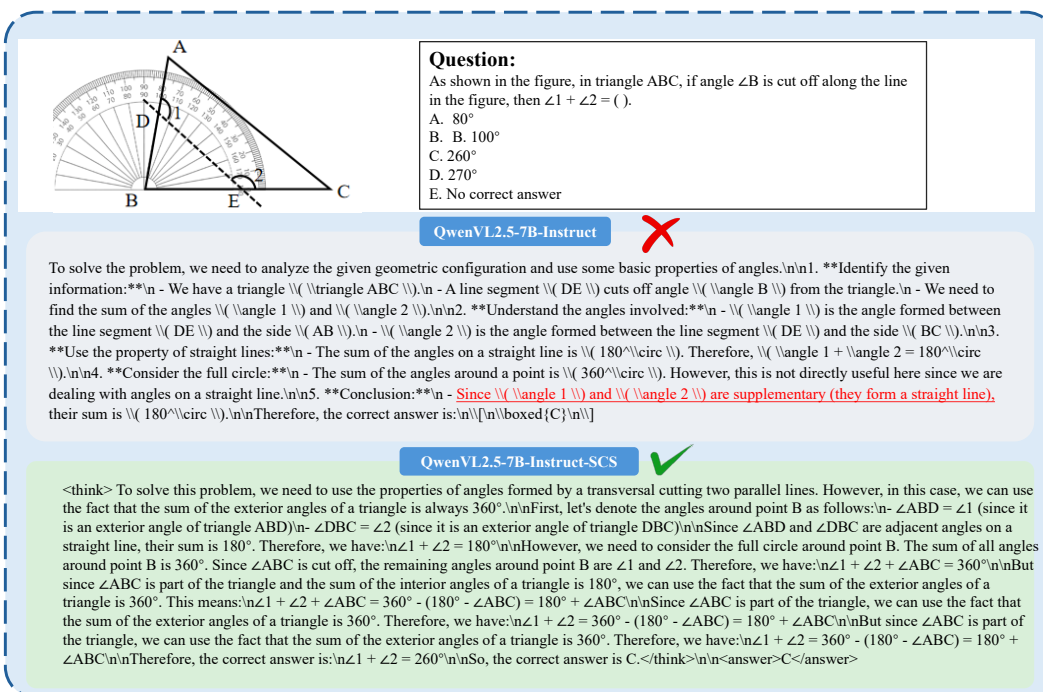 A
D
1
2
B
E
C
Question:
As shown in the figure, in triangle ABC, if angle ∠B is cut off along the line
in the figure, then ∠1 + ∠2 = ( ).
A. 80°
B. B. 100°
C. 260°
D. 270°
E. No correct answer
QwenVL2.5-7B-Instruct
To solve the problem, we need to analyze the given geometric configuration and use some basic properties of angles.\n\n1. **Identify the given
information:**\n - We have a triangle \\( \\triangle ABC \\).\n - A line segment \\( DE \\) cuts off angle \\( \\angle B \\) from the triangle.\n - We need to
find the sum of the angles \\( \\angle 1 \\) and \\( \\angle 2 \\).\n\n2. **Understand the angles involved:**\n - \\( \\angle 1 \\) is the angle formed between
the line segment \\( DE \\) and the side \\( AB \\).\n - \\( \\angle 2 \\) is the angle formed between the line segment \\( DE \\) and the side \\( BC \\).\n\n3.
**Use the property of straight lines:**\n - The sum of the angles on a straight line is \\( 180^\\circ \\). Therefore, \\( \\angle 1 + \\angle 2 = 180^\\circ
\\).\n\n4. **Consider the full circle:**\n - The sum of the angles around a point is \\( 360^\\circ \\). However, this is not directly useful here since we are
dealing with angles on a straight line.\n\n5. **Conclusion:**\n - Since \\( \\angle 1 \\) and \\( \\angle 2 \\) are supplementary (they form a straight line),
their sum is \\( 180^\\circ \\).\n\nTherefore, the correct answer is:\n\\[\n\\boxed{C}\n\\]
QwenVL2.5-7B-Instruct-SCS
<think> To solve this problem, we need to use the properties of angles formed by a transversal cutting two parallel lines. However, in this case, we can use
the fact that the sum of the exterior angles of a triangle is always 360°.\n\nFirst, let's denote the angles around point B as follows:\n- ∠ABD = ∠1 (since it
is an exterior angle of triangle ABD)\n- ∠DBC = ∠2 (since it is an exterior angle of triangle DBC)\n\nSince ∠ABD and ∠DBC are adjacent angles on a
straight line, their sum is 180°. Therefore, we have:\n∠1 + ∠2 = 180°\n\nHowever, we need to consider the full circle around point B. The sum of all angles
around point B is 360°. Since ∠ABC is cut off, the remaining angles around point B are ∠1 and ∠2. Therefore, we have:\n∠1 + ∠2 + ∠ABC = 360°\n\nBut
since ∠ABC is part of the triangle and the sum of the interior angles of a triangle is 180°, we can use the fact that the sum of the exterior angles of a
triangle is 360°. This means:\n∠1 + ∠2 + ∠ABC = 360° - (180° - ∠ABC) = 180° + ∠ABC\n\nSince ∠ABC is part of the triangle, we can use the fact that
the sum of the exterior angles of a triangle is 360°. Therefore, we have:\n∠1 + ∠2 = 360° - (180° - ∠ABC) = 180° + ∠ABC\n\nBut since ∠ABC is part of
the triangle, we can use the fact that the sum of the exterior angles of a triangle is 360°. Therefore, we have:\n∠1 + ∠2 = 360° - (180° - ∠ABC) = 180° +
∠ABC\n\nTherefore, the correct answer is:\n∠1 + ∠2 = 260°\n\nSo, the correct answer is C.</think>\n\n<answer>C</answer>